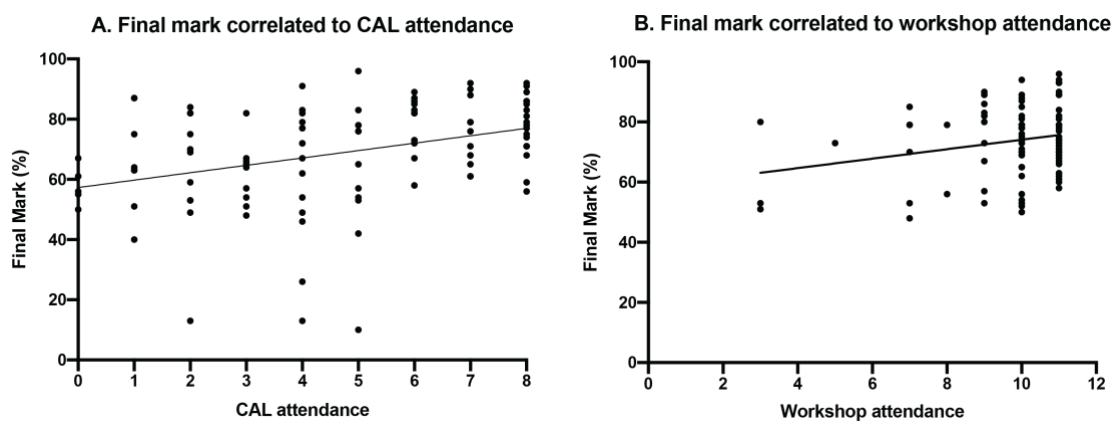 A. Final mark correlated to CAL attendance
Final Mark (%)
100
80
60
40
20
0
0 1 2 3 4 5 6 7 8
CAL attendance
B. Final mark correlated to workshop attendance
Final Mark (%)
100
80
60
40
20
0
0 2 4 6 8 10 12
Workshop attendance